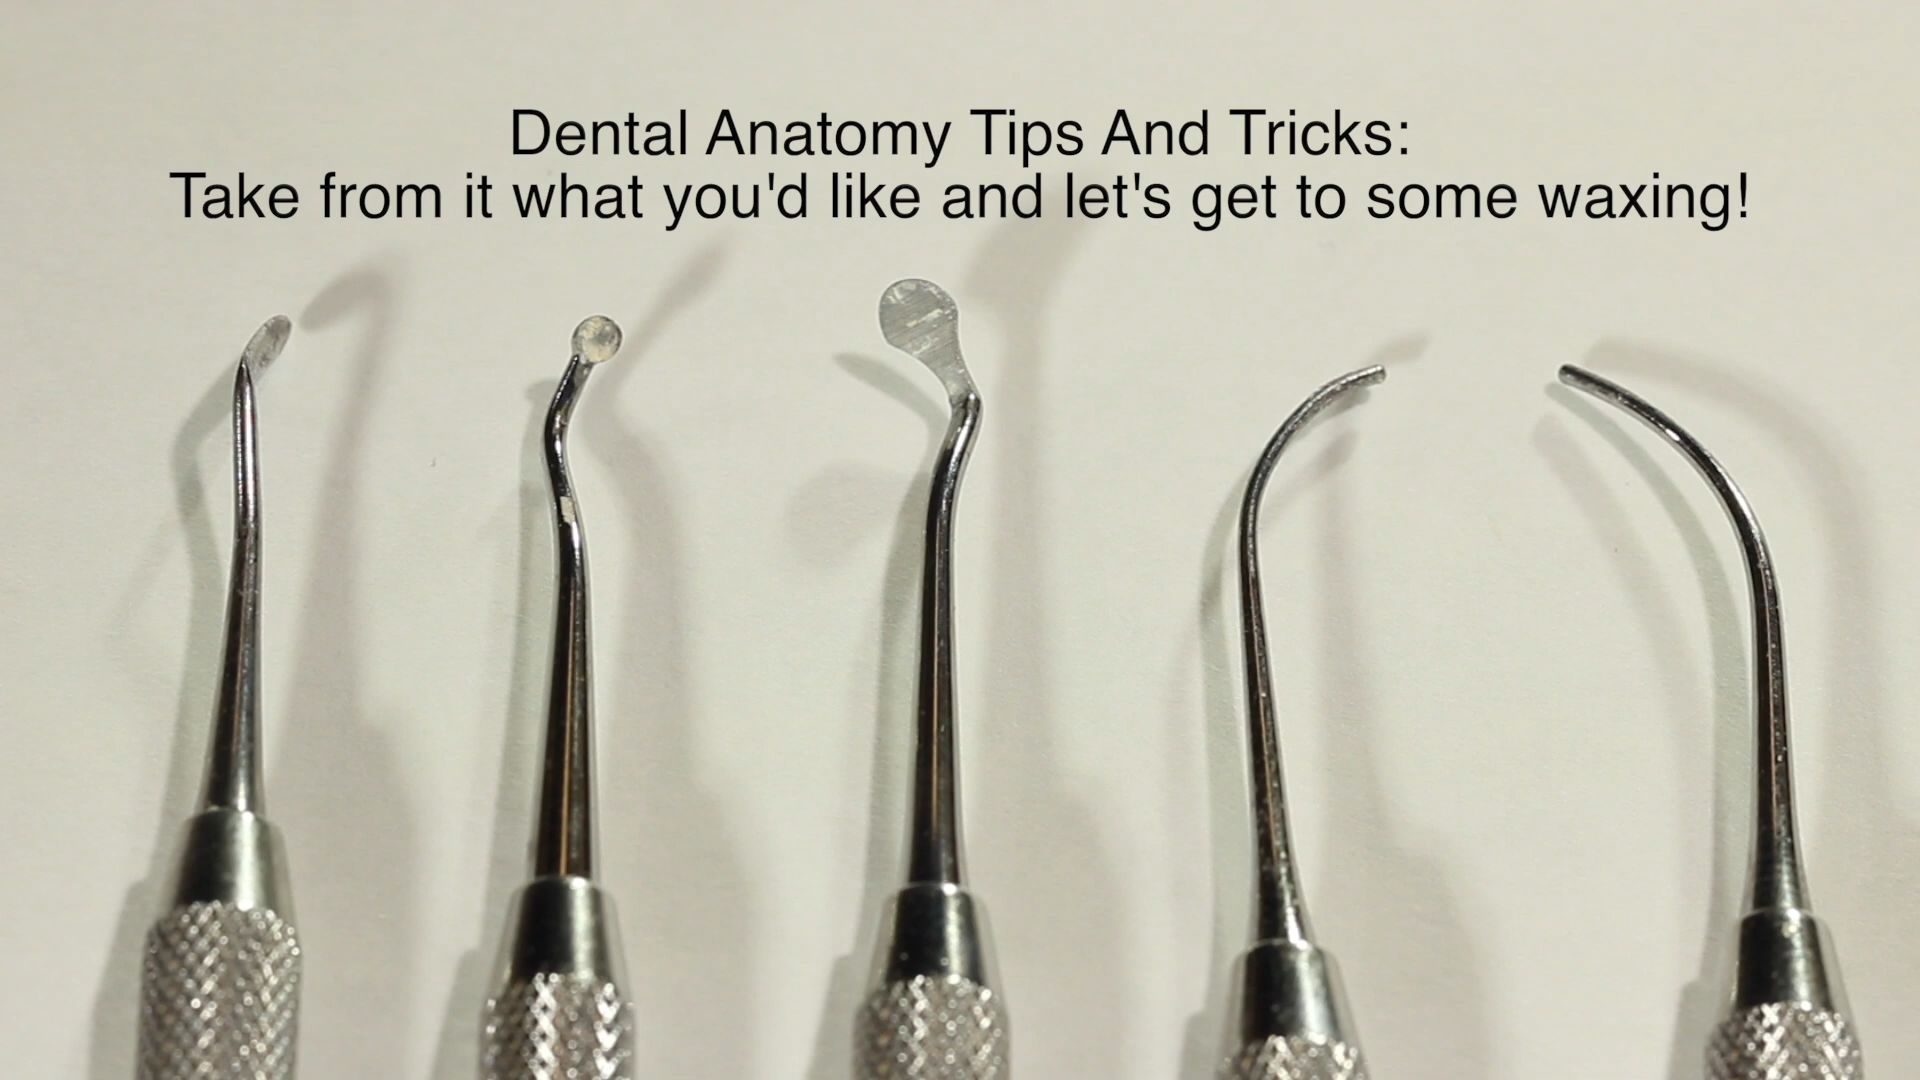 Dental Anatomy Tips And Tricks:
Take from it what you'd like and let's get to some waxing!